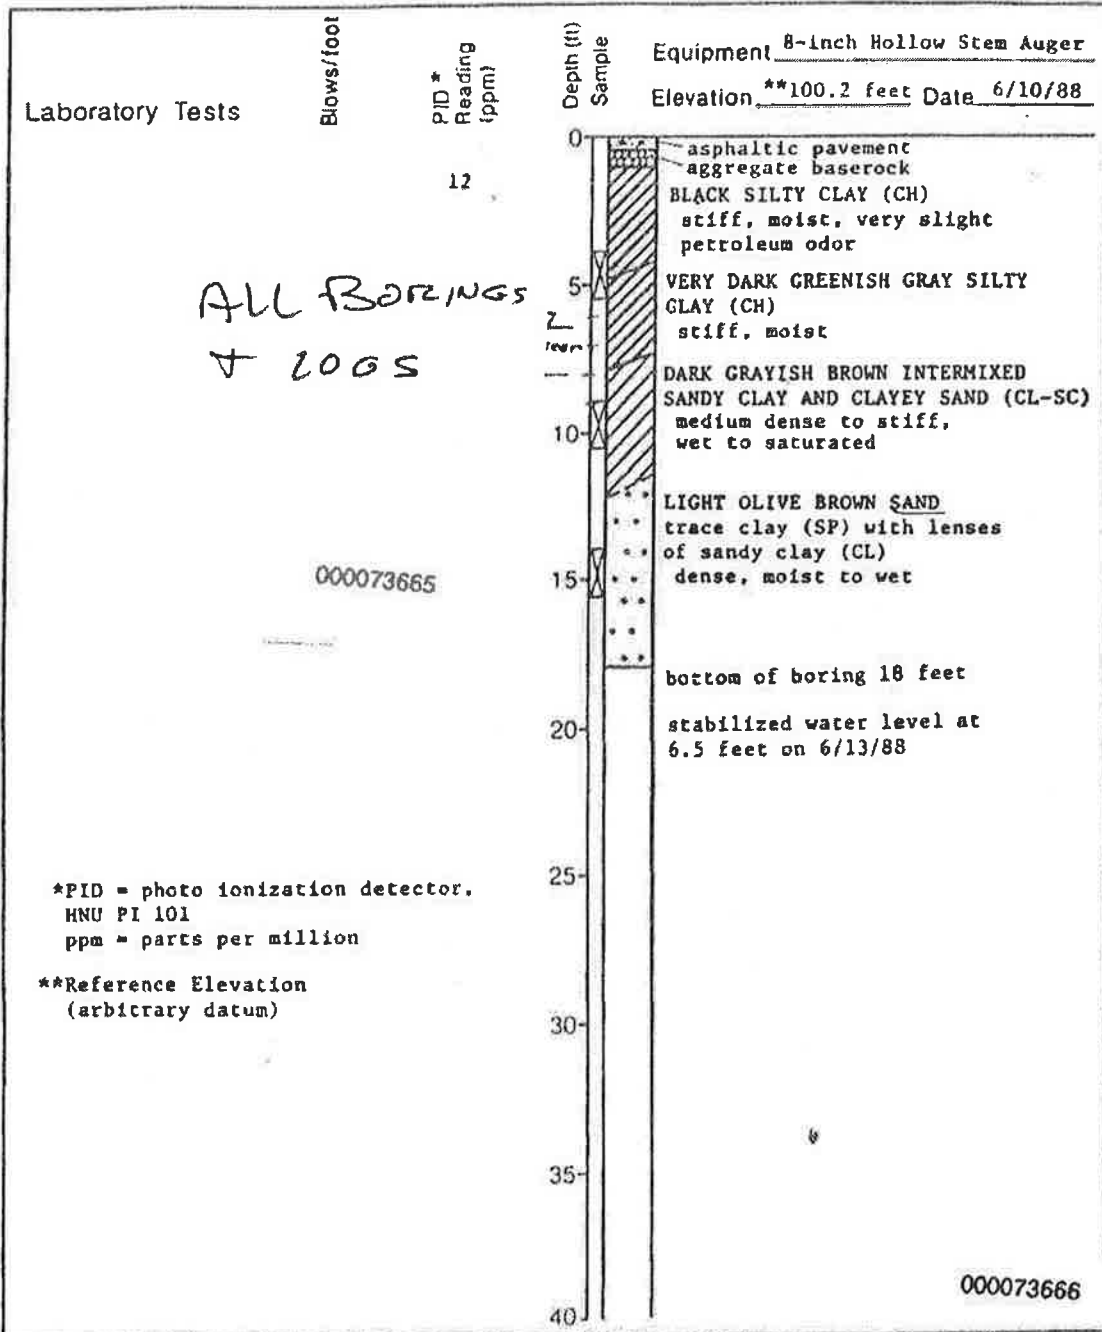 Laboratory Tests
Blows/foot
PID *
Reading
(ppm)
Depth (ft)
Sample
Equipment 8-inch Hollow Stem Auger
Elevation **100.2 feet Date 6/10/88
12
0
asphaltic pavement
aggregate baserock
BLACK SILTY CLAY (CH)
stiff, moist, very slight
petroleum odor
ALL BORINGS
+ LOGS
5
VERY DARK GREENISH GRAY SILTY
CLAY (CH)
stiff, moist
DARK GRAYISH BROWN INTERMIXED
SANDY CLAY AND CLAYEY SAND (CL-SC)
medium dense to stiff,
wet to saturated
10
LIGHT OLIVE BROWN SAND
trace clay (SP) with lenses
of sandy clay (CL)
dense, moist to wet
000073665
15
bottom of boring 18 feet
20
stabilized water level at
6.5 feet on 6/13/88
25
*PID = photo ionization detector,
HNU PI 101
ppm = parts per million
**Reference Elevation
(arbitrary datum)
30
35
40
000073666